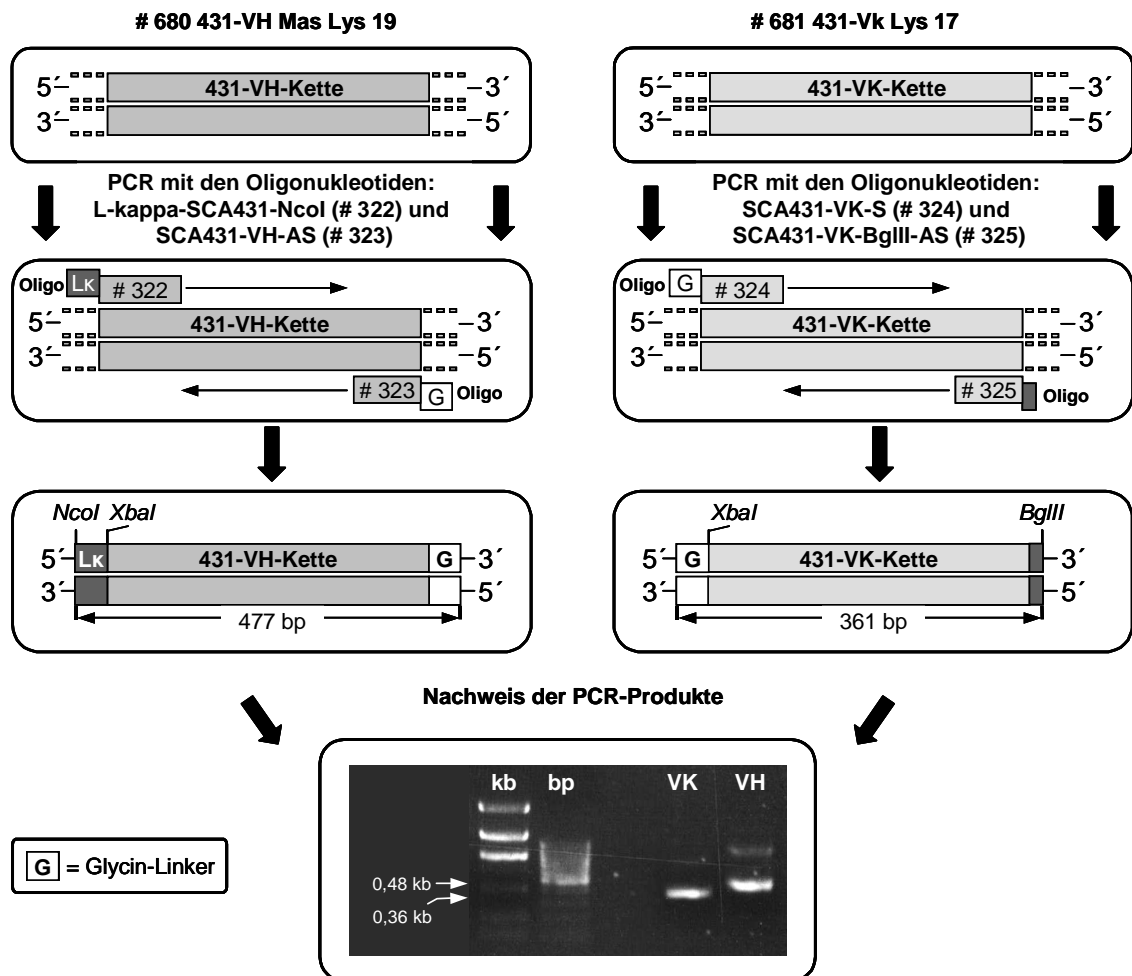 # 680 431-VH Mas Lys 19
# 681 431-Vk Lys 17
5´ 431-VH-Kette 3´
3´ 5´
5´ 431-VK-Kette 3´
3´ 5´
PCR mit den Oligonukleotiden:
L-kappa-SCA431-NcoI (# 322) und
SCA431-VH-AS (# 323)
PCR mit den Oligonukleotiden:
SCA431-VK-S (# 324) und
SCA431-VK-BglII-AS (# 325)
Oligo Lκ # 322
5´ 431-VH-Kette 3´
3´ 5´
# 323 G Oligo
Oligo G # 324
5´ 431-VK-Kette 3´
3´ 5´
# 325 Oligo
NcoI XbaI
5´ Lκ 431-VH-Kette G 3´
3´ 5´
477 bp
XbaI BglII
5´ G 431-VK-Kette 3´
3´ 5´
361 bp
Nachweis der PCR-Produkte
kb bp VK VH
0,48 kb
0,36 kb
G = Glycin-Linker